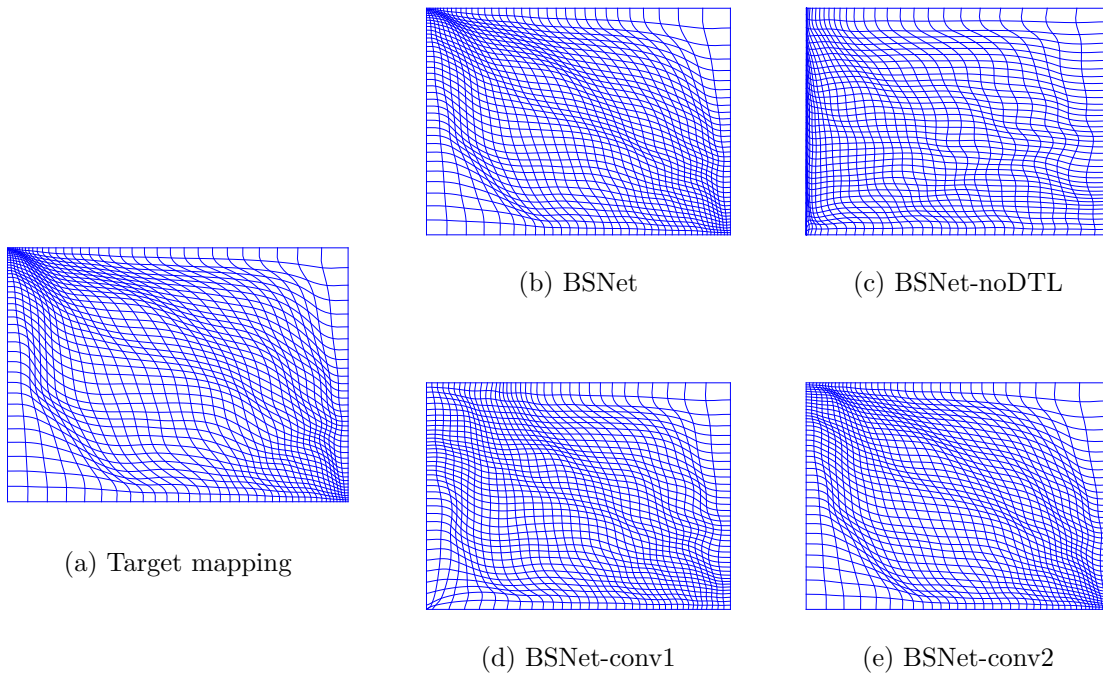 (b) BSNet
(c) BSNet-noDTL
(a) Target mapping
(d) BSNet-conv1
(e) BSNet-conv2